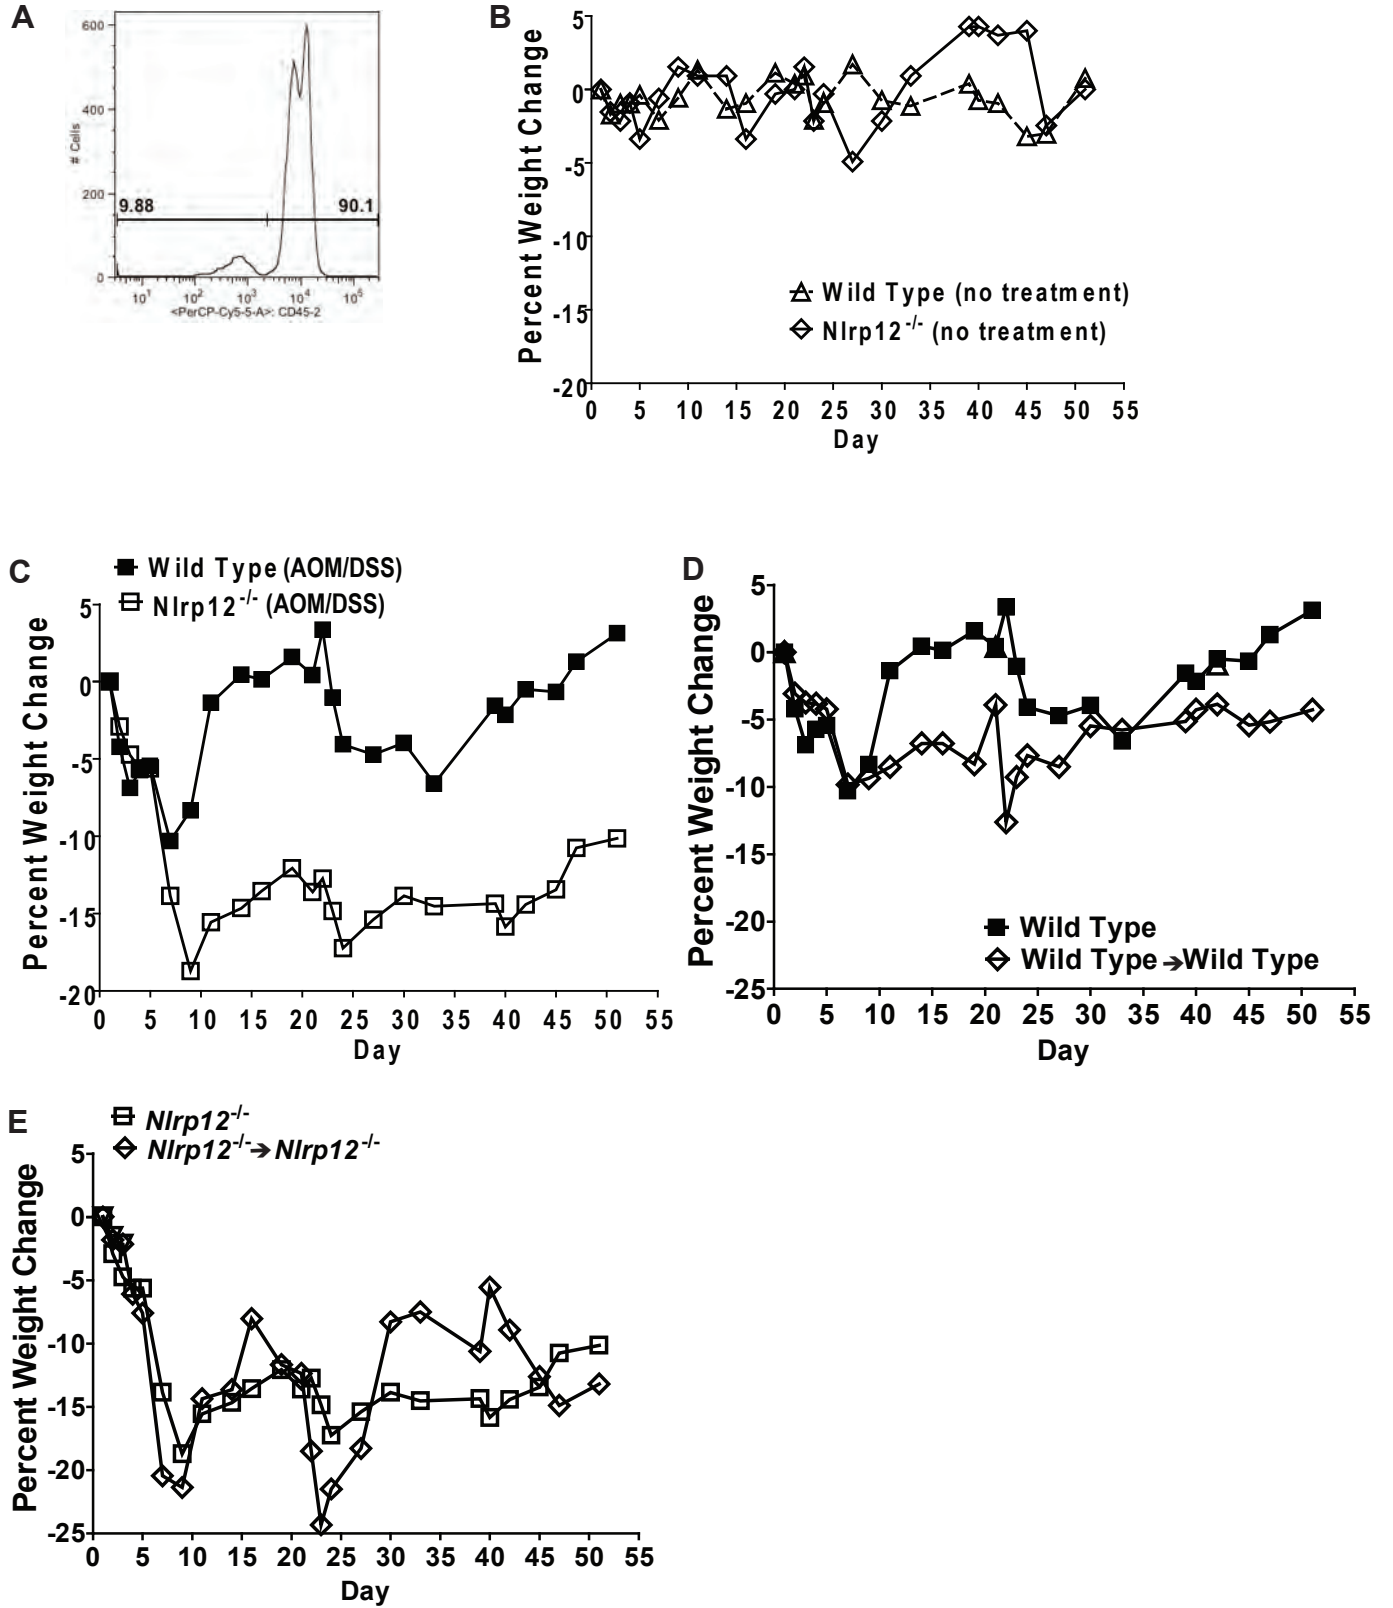 A
600
400
200
0
# Cells
9.88
90.1
10¹ 10² 10³ 10⁴ 10⁵
<PerCP-Cy5-5-A>: CD45-2
B
5
0
-5
-10
-15
-20
Percent Weight Change
Wild Type (no treatment)
Nlrp12-/- (no treatment)
0 5 10 15 20 25 30 35 40 45 50 55
Day
C
Wild Type (AOM/DSS)
Nlrp12-/- (AOM/DSS)
5
0
-5
-10
-15
-20
Percent Weight Change
0 5 10 15 20 25 30 35 40 45 50 55
Day
D
5
0
-5
-10
-15
-20
-25
Percent Weight Change
Wild Type
Wild Type → Wild Type
0 5 10 15 20 25 30 35 40 45 50 55
Day
E
Nlrp12-/-
Nlrp12-/- → Nlrp12-/-
5
0
-5
-10
-15
-20
-25
Percent Weight Change
0 5 10 15 20 25 30 35 40 45 50 55
Day